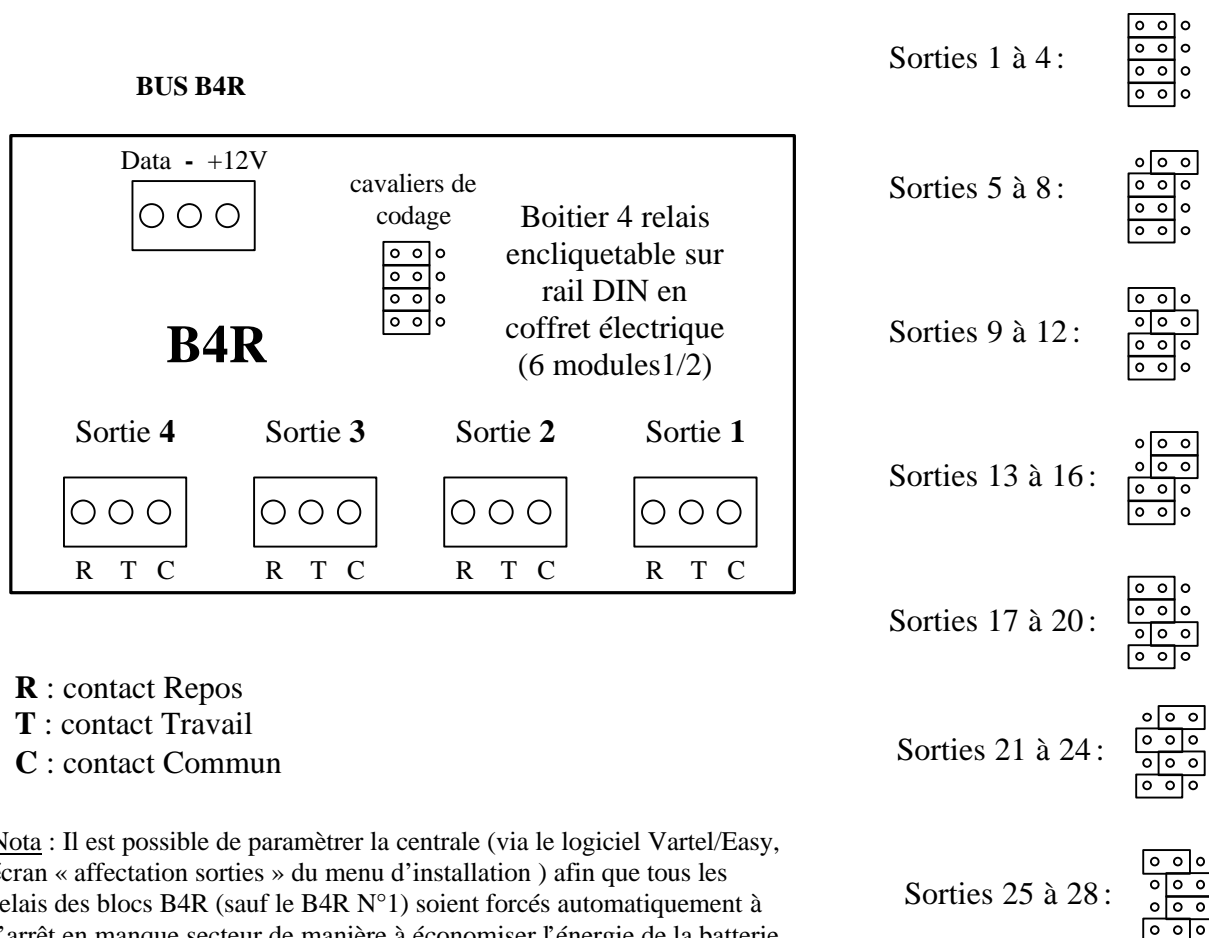 BUS B4R
Data - +12V
cavaliers de
codage
Boitier 4 relais
encliquetable sur
rail DIN en
coffret électrique
(6 modules1/2)
B4R
Sortie 4 Sortie 3 Sortie 2 Sortie 1
R T C R T C R T C R T C
R : contact Repos
T : contact Travail
C : contact Commun
Nota : Il est possible de paramètrer la centrale (via le logiciel Vartel/Easy,
écran « affectation sorties » du menu d'installation ) afin que tous les
relais des blocs B4R (sauf le B4R N°1) soient forcés automatiquement à
l'arrêt en manque secteur de manière à économiser l'énergie de la batterie
Sorties 1 à 4 :
Sorties 5 à 8 :
Sorties 9 à 12 :
Sorties 13 à 16 :
Sorties 17 à 20 :
Sorties 21 à 24 :
Sorties 25 à 28 :